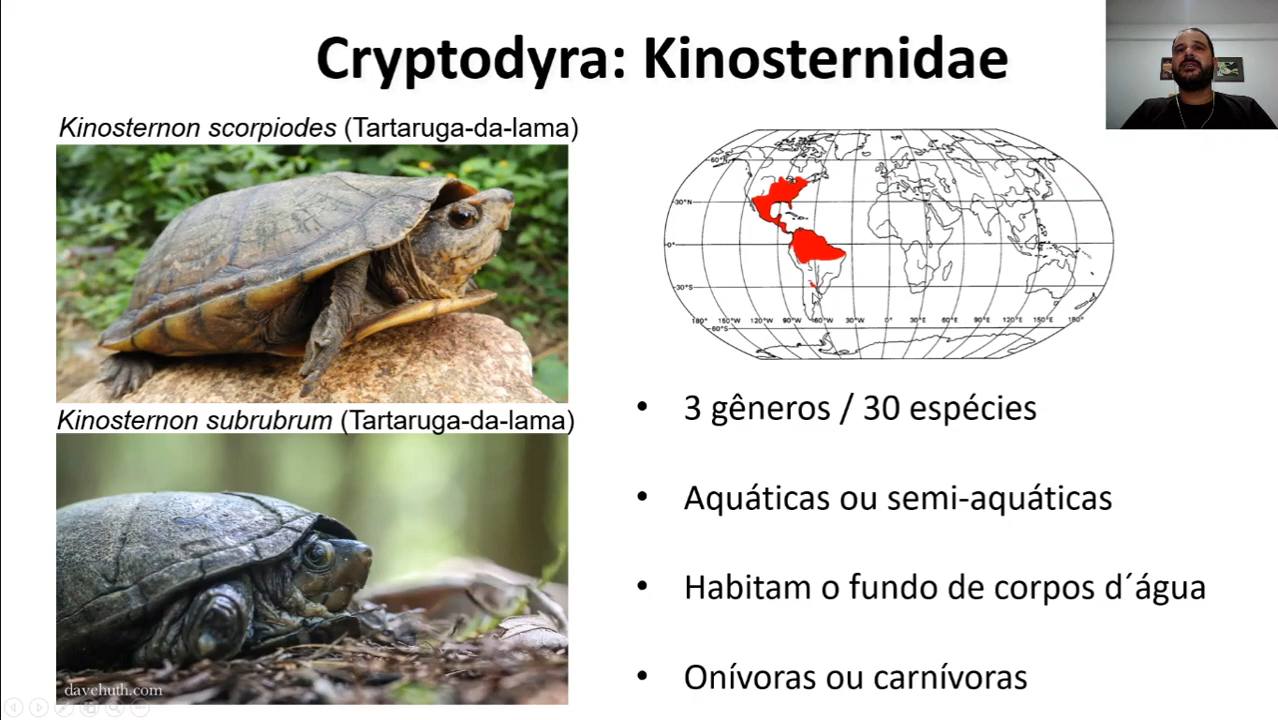 Cryptodyra: Kinosternidae
Kinosternon scorpiodes (Tartaruga-da-lama)
Kinosternon subrubrum (Tartaruga-da-lama)
davehuth.com
60°N
30°N
0°
30°S
60°S
180° 150°W 120°W 90°W 60°W 30°W 0° 30°E 60°E 90°E 120°E 150°E 180°
• 3 gêneros / 30 espécies
• Aquáticas ou semi-aquáticas
• Habitam o fundo de corpos d´água
• Onívoras ou carnívoras